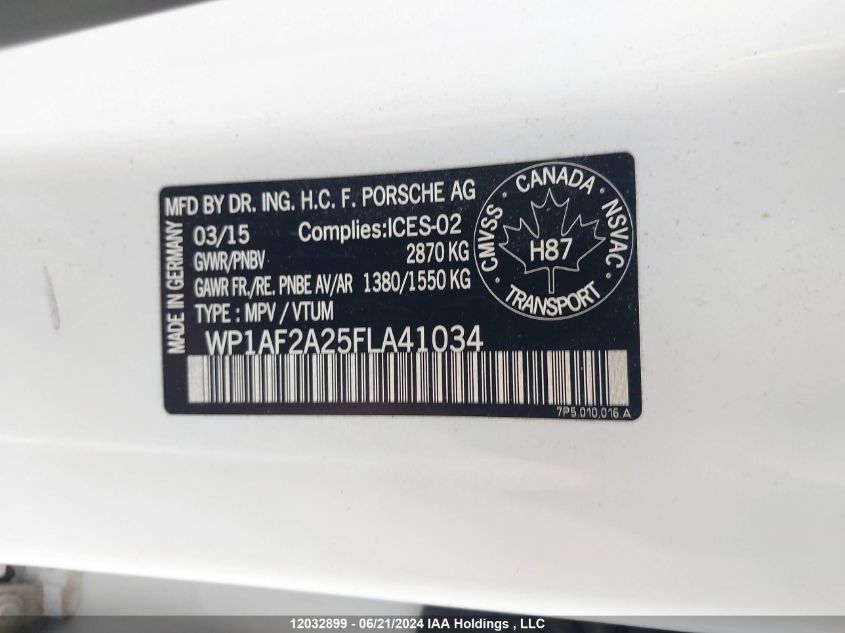 MFD BY DR. ING. H.C. F. PORSCHE AG
MADE IN GERMANY
03/15 Complies:ICES-02
GVWR/PNBV 2870 KG
GAWR FR./RE. PNBE AV/AR 1380/1550 KG
TYPE : MPV / VTUM
WP1AF2A25FLA41034
CMVSS · CANADA · NSVAC · TRANSPORT ·
H87
7P5.010.016.A
12032899 - 06/21/2024 IAA Holdings , LLC